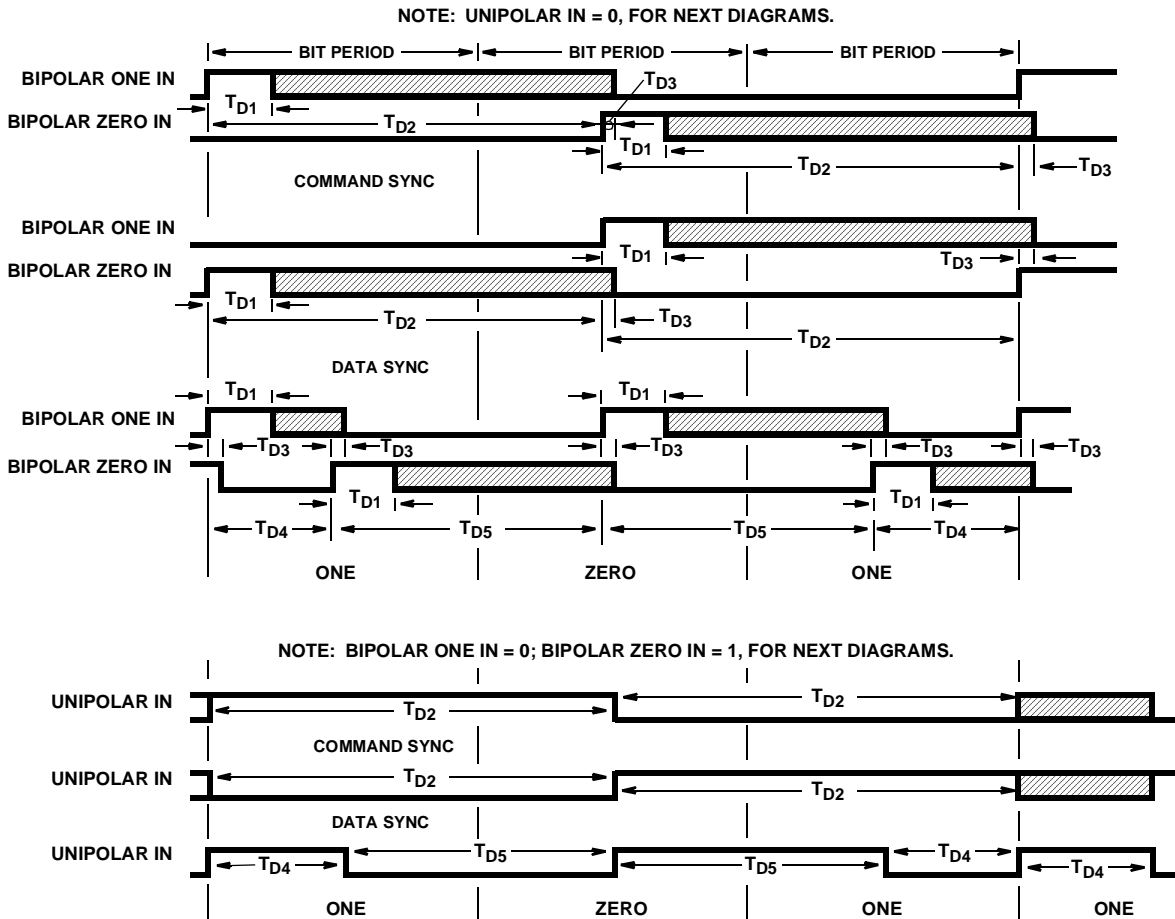 NOTE: UNIPOLAR IN = 0, FOR NEXT DIAGRAMS.
BIT PERIOD BIT PERIOD BIT PERIOD
BIPOLAR ONE IN
TD3
TD1
BIPOLAR ZERO IN
TD2
TD1
TD2 TD3
COMMAND SYNC
BIPOLAR ONE IN
TD1
TD3
BIPOLAR ZERO IN
TD1
TD2 TD3
TD2
DATA SYNC
TD1 TD1
BIPOLAR ONE IN
TD3 TD3 TD3 TD3 TD3
BIPOLAR ZERO IN
TD1 TD1
TD4 TD5 TD5 TD4
ONE ZERO ONE
NOTE: BIPOLAR ONE IN = 0; BIPOLAR ZERO IN = 1, FOR NEXT DIAGRAMS.
UNIPOLAR IN
TD2 TD2
COMMAND SYNC
UNIPOLAR IN
TD2 TD2
DATA SYNC
UNIPOLAR IN
TD4 TD5 TD5 TD4 TD4
ONE ZERO ONE ONE